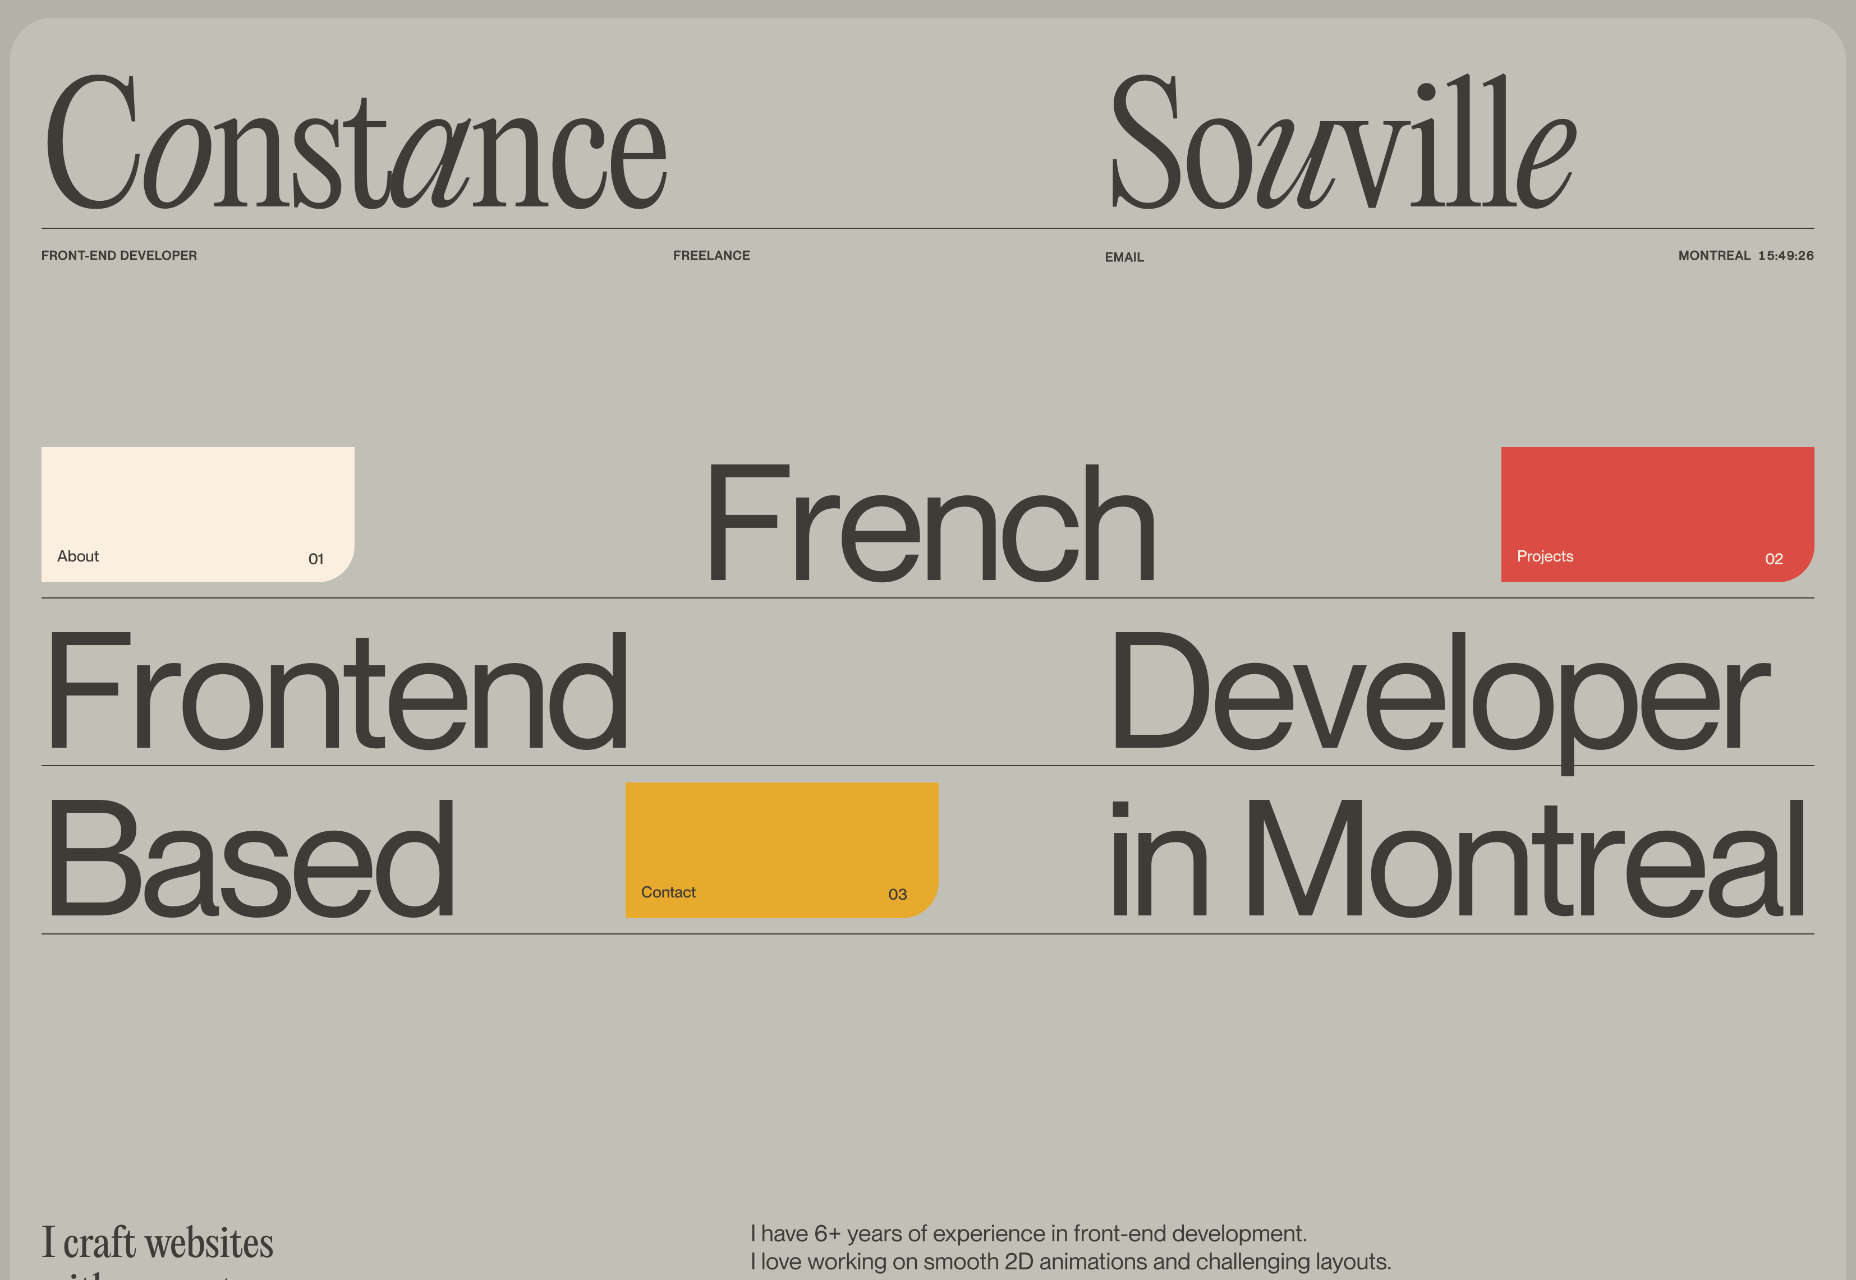 Constance Souville
FRONT-END DEVELOPER FREELANCE EMAIL MONTREAL 15:49:26
About 01 French Projects 02
Frontend Developer
Based Contact 03 in Montreal
I craft websites
I have 6+ years of experience in front-end development.
I love working on smooth 2D animations and challenging layouts.